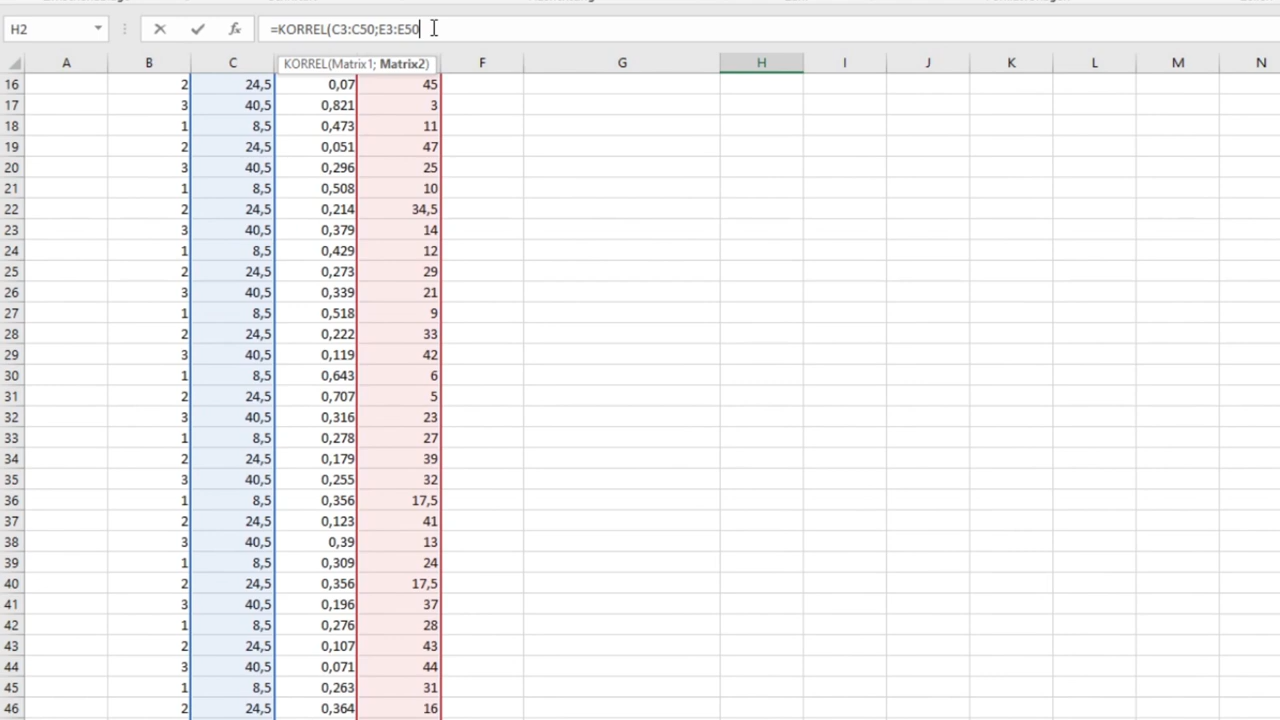 H2 =KORREL(C3:C50;E3:E50
KORREL(Matrix1; Matrix2)
A B C F G H I J K L M N
16 2 24,5 0,07 45
17 3 40,5 0,821 3
18 1 8,5 0,473 11
19 2 24,5 0,051 47
20 3 40,5 0,296 25
21 1 8,5 0,508 10
22 2 24,5 0,214 34,5
23 3 40,5 0,379 14
24 1 8,5 0,429 12
25 2 24,5 0,273 29
26 3 40,5 0,339 21
27 1 8,5 0,518 9
28 2 24,5 0,222 33
29 3 40,5 0,119 42
30 1 8,5 0,643 6
31 2 24,5 0,707 5
32 3 40,5 0,316 23
33 1 8,5 0,278 27
34 2 24,5 0,179 39
35 3 40,5 0,255 32
36 1 8,5 0,356 17,5
37 2 24,5 0,123 41
38 3 40,5 0,39 13
39 1 8,5 0,309 24
40 2 24,5 0,356 17,5
41 3 40,5 0,196 37
42 1 8,5 0,276 28
43 2 24,5 0,107 43
44 3 40,5 0,071 44
45 1 8,5 0,263 31
46 2 24,5 0,364 16